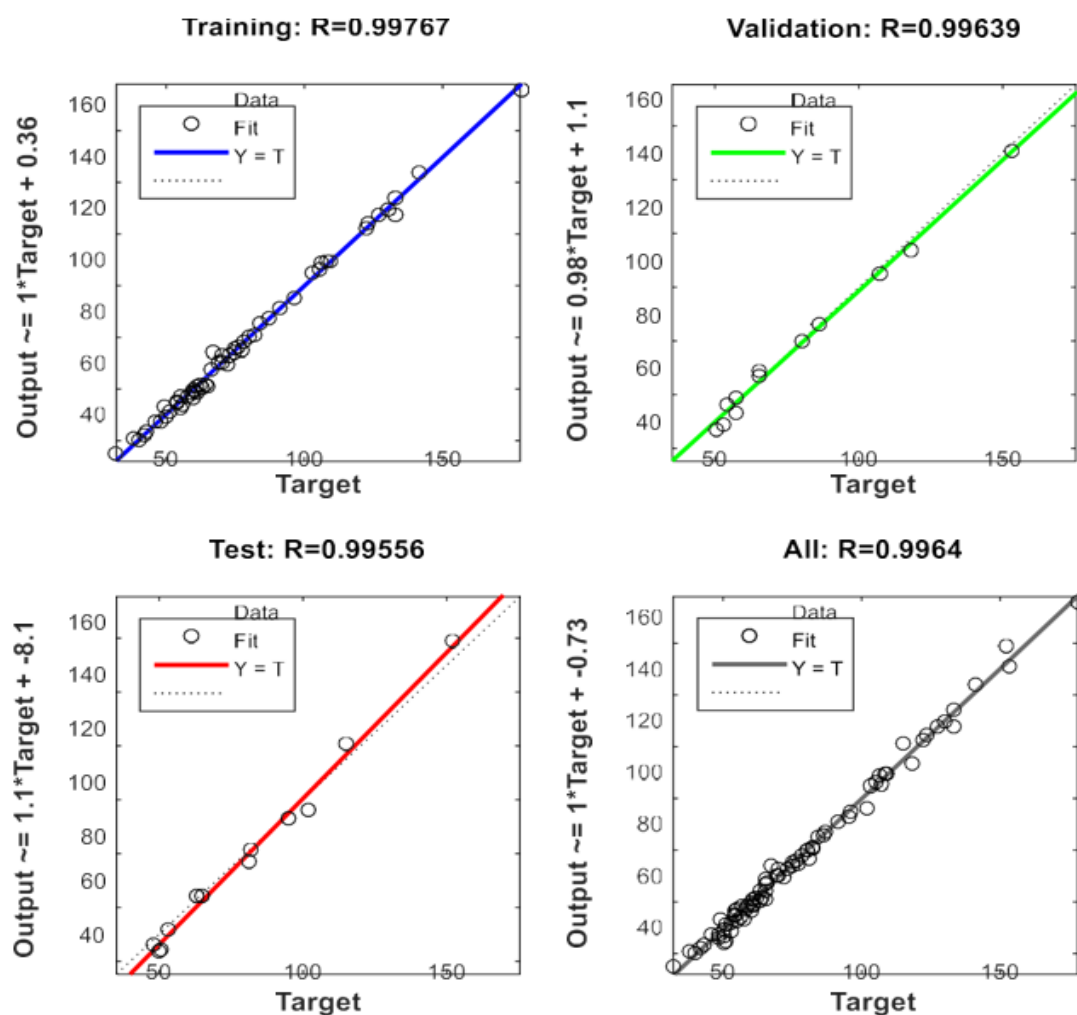 Training: R=0.99767
Output ~= 1*Target + 0.36
160
140
120
100
80
60
40
Data
Fit
Y = T
50
100
150
Target
Validation: R=0.99639
Output ~= 0.98*Target + 1.1
160
140
120
100
80
60
40
Data
Fit
Y = T
50
100
150
Target
Test: R=0.99556
Output ~= 1.1*Target + -8.1
160
140
120
100
80
60
40
Data
Fit
Y = T
50
100
150
Target
All: R=0.9964
Output ~= 1*Target + -0.73
160
140
120
100
80
60
40
Data
Fit
Y = T
50
100
150
Target